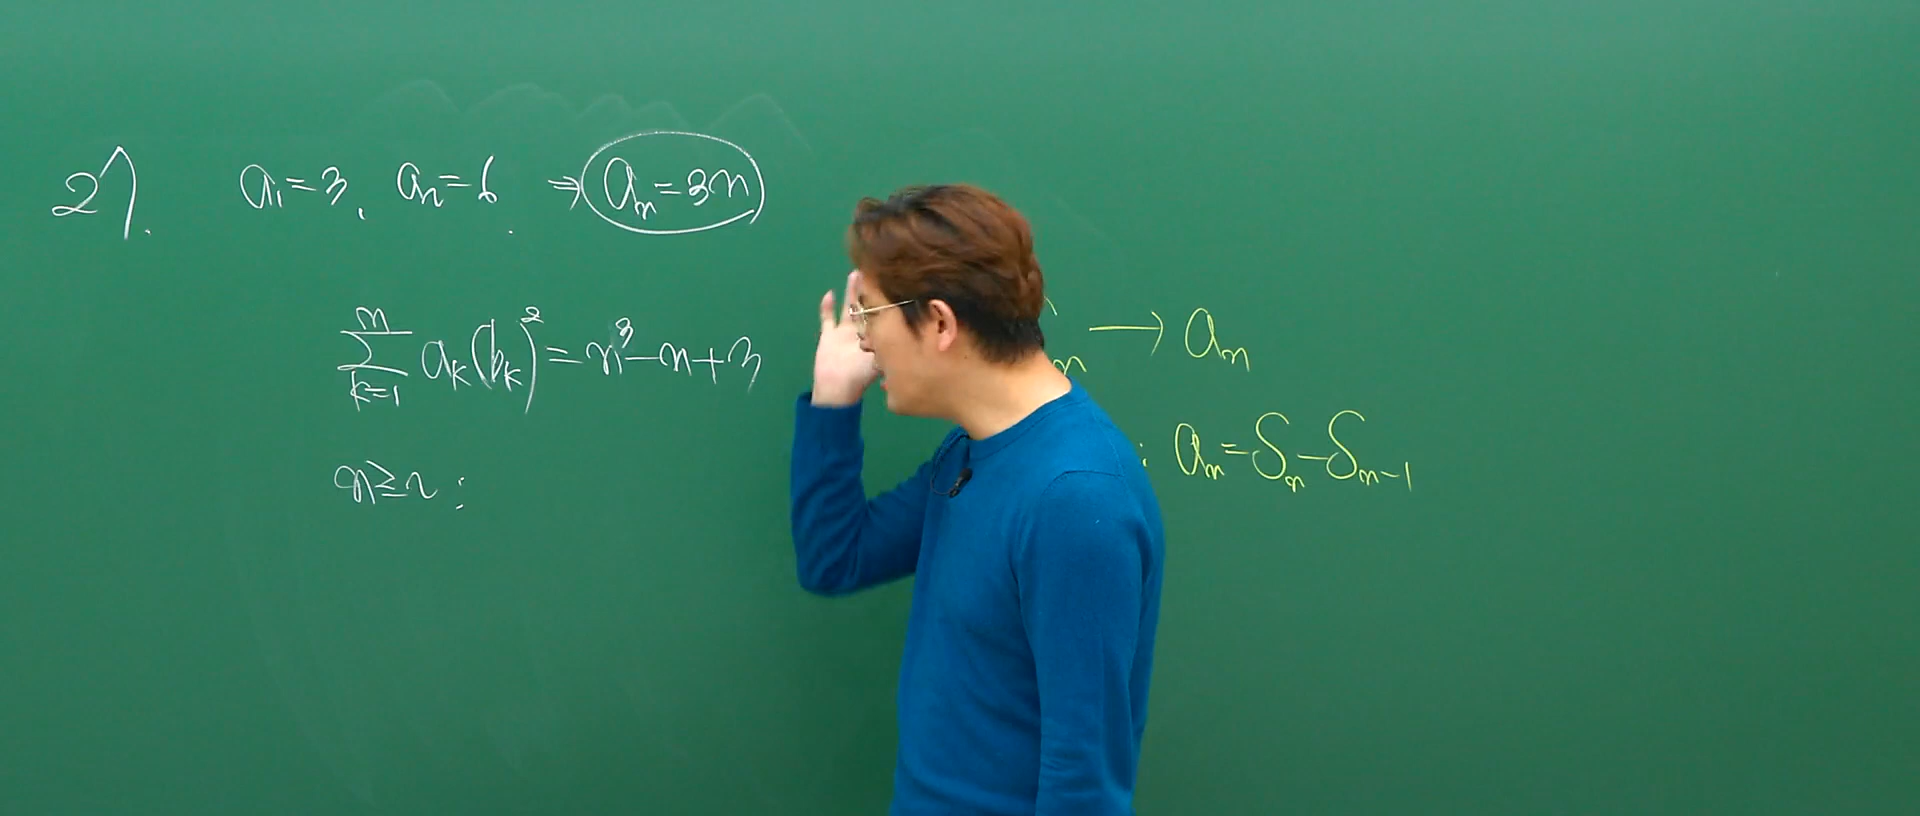 27. a₁=3, a₂=6. ⇒ aₙ=3n
∑ₖ₌₁ⁿ aₖ(bₖ)²=n³-n+3
n≥2 :
n → aₙ
: aₙ=Sₙ-Sₙ₋₁